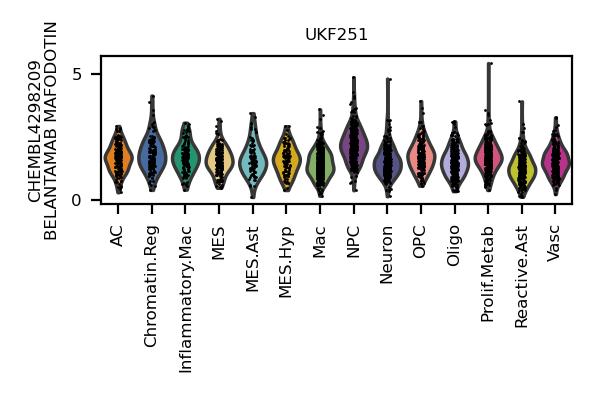 UKF251
CHEMBL4298209
BELANTAMAB MAFODOTIN
5
0
AC
Chromatin.Reg
Inflammatory.Mac
MES
MES.Ast
MES.Hyp
Mac
NPC
Neuron
OPC
Oligo
Prolif.Metab
Reactive.Ast
Vasc